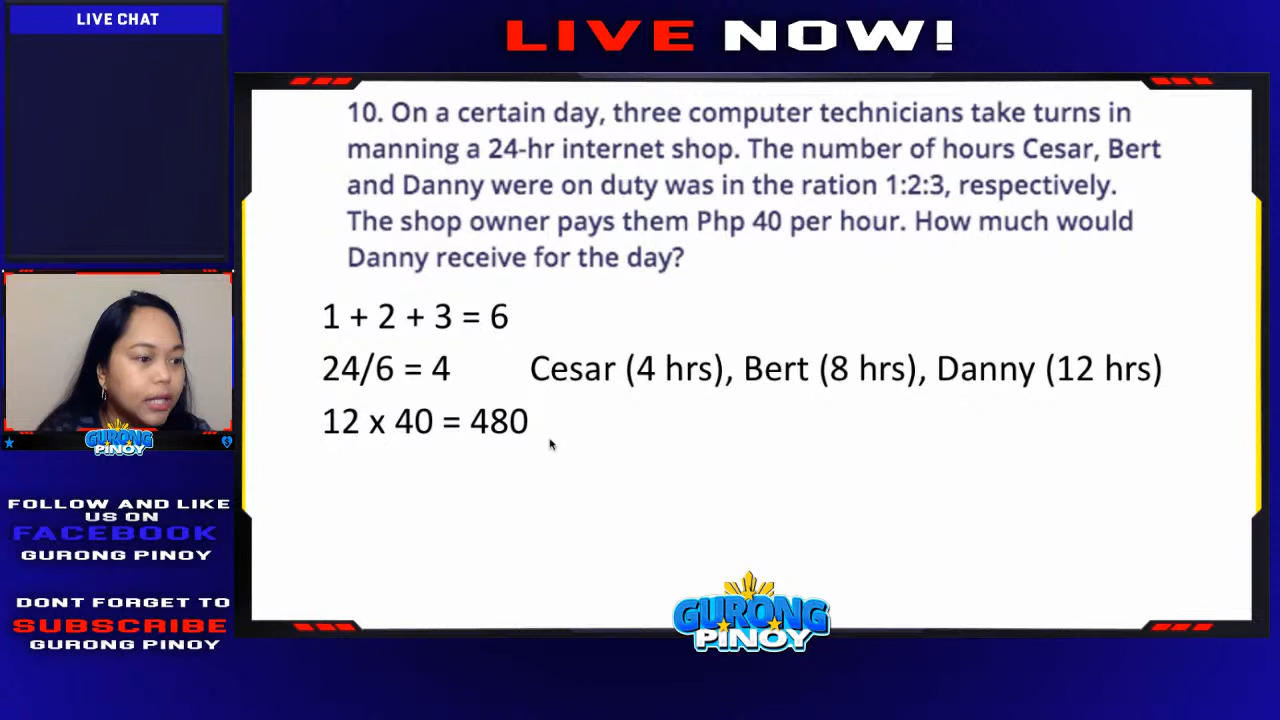 LIVE CHAT
LIVE NOW!
10. On a certain day, three computer technicians take turns in
manning a 24-hr internet shop. The number of hours Cesar, Bert
and Danny were on duty was in the ration 1:2:3, respectively.
The shop owner pays them Php 40 per hour. How much would
Danny receive for the day?
1 + 2 + 3 = 6
24/6 = 4 Cesar (4 hrs), Bert (8 hrs), Danny (12 hrs)
12 x 40 = 480
GURONG
PINOY
FOLLOW AND LIKE
US ON
FACEBOOK
GURONG PINOY
DONT FORGET TO
SUBSCRIBE
GURONG PINOY
GURONG
PINOY